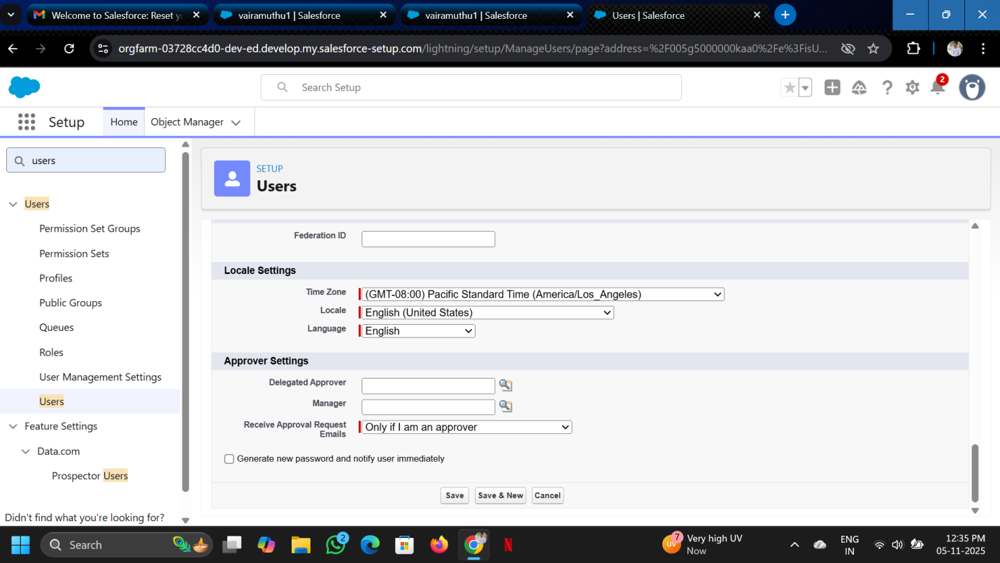 Welcome to Salesforce: Reset yo
vairamuthu1 | Salesforce
vairamuthu1 | Salesforce
Users | Salesforce
orgfarm-03728cc4d0-dev-ed.develop.my.salesforce-setup.com/lightning/setup/ManageUsers/page?address=%2F005g5000000kaa0%2Fe%3FisU...
Search Setup
2
Setup
Home
Object Manager
users
Users
Permission Set Groups
Permission Sets
Profiles
Public Groups
Queues
Roles
User Management Settings
Users
Feature Settings
Data.com
Prospector Users
Didn't find what you're looking for?
SETUP
Users
Federation ID
Locale Settings
Time Zone
(GMT-08:00) Pacific Standard Time (America/Los_Angeles)
Locale
English (United States)
Language
English
Approver Settings
Delegated Approver
Manager
Receive Approval Request Emails
Only if I am an approver
Generate new password and notify user immediately
Save
Save & New
Cancel
Search
2
UV
7
Very high UV
Now
ENG
IN
12:35 PM
05-11-2025